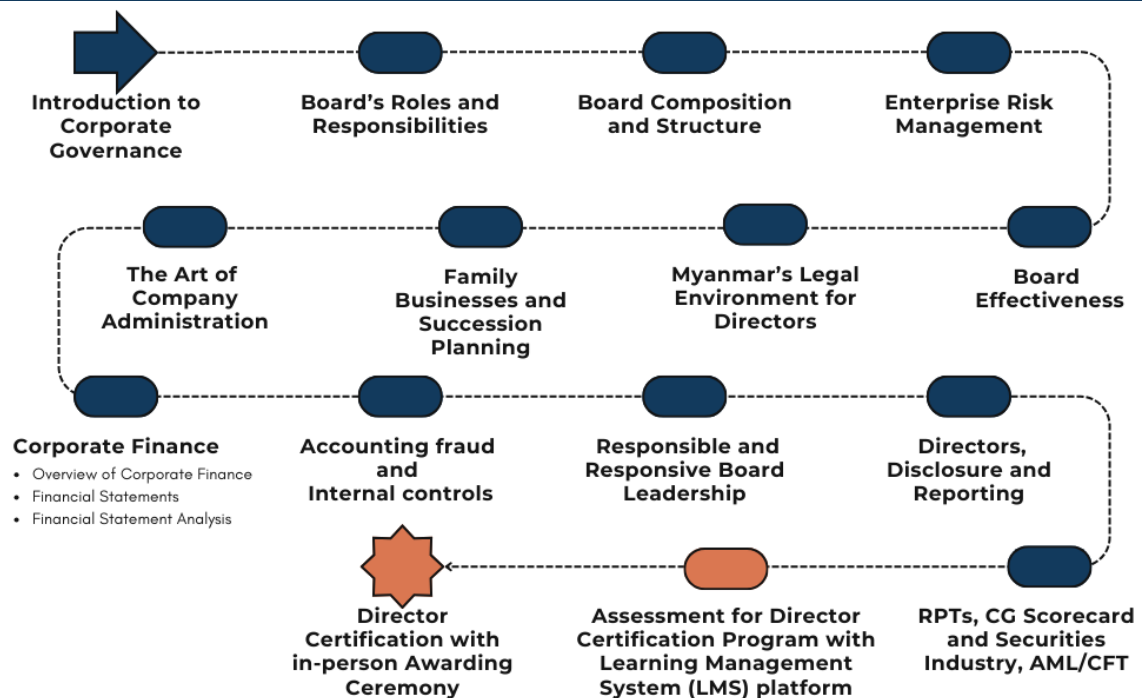 Introduction to
Corporate
Governance
Board's Roles and
Responsibilities
Board Composition
and Structure
Enterprise Risk
Management
Board
Effectiveness
Myanmar's Legal
Environment for
Directors
Family
Businesses and
Succession
Planning
The Art of
Company
Administration
Corporate Finance
• Overview of Corporate Finance
• Financial Statements
• Financial Statement Analysis
Accounting fraud
and
Internal controls
Responsible and
Responsive Board
Leadership
Directors,
Disclosure and
Reporting
RPTs, CG Scorecard
and Securities
Industry, AML/CFT
Assessment for Director
Certification Program with
Learning Management
System (LMS) platform
Director
Certification with
in-person Awarding
Ceremony